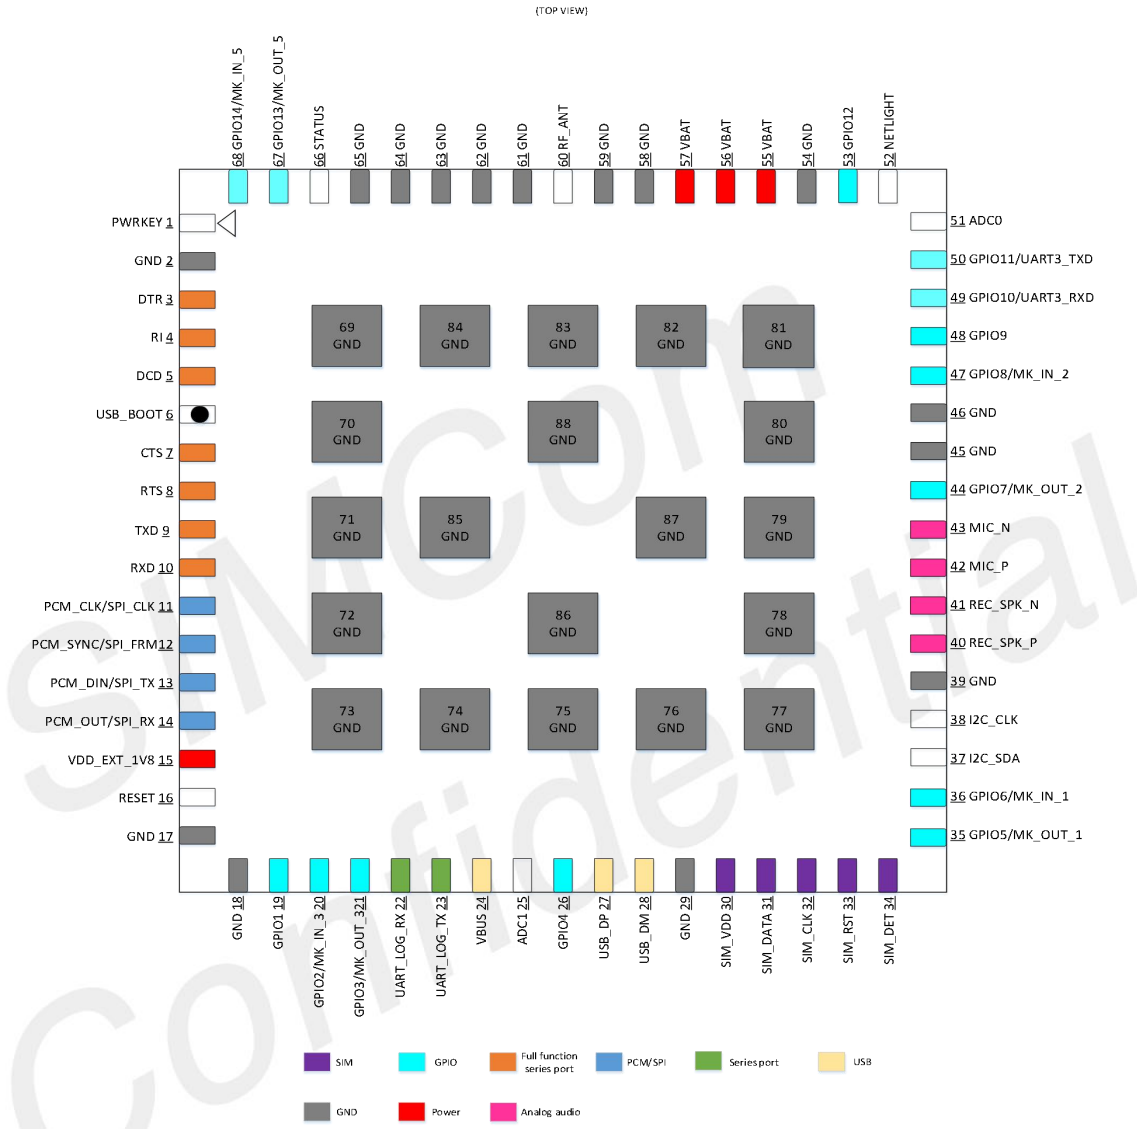 (TOP VIEW)
68 GPIO14/MK_IN_5
67 GPIO13/MK_OUT_5
66 STATUS
65 GND
64 GND
63 GND
62 GND
61 GND
60 RF_ANT
59 GND
58 GND
57 VBAT
56 VBAT
55 VBAT
54 GND
53 GPIO12
52 NETLIGHT
PWRKEY 1
GND 2
DTR 3
RI 4
DCD 5
USB_BOOT 6
CTS 7
RTS 8
TXD 9
RXD 10
PCM_CLK/SPI_CLK 11
PCM_SYNC/SPI_FRM12
PCM_DIN/SPI_TX 13
PCM_OUT/SPI_RX 14
VDD_EXT_1V8 15
RESET 16
GND 17
69
GND
84
GND
83
GND
82
GND
81
GND
70
GND
88
GND
80
GND
71
GND
85
GND
87
GND
79
GND
72
GND
86
GND
78
GND
73
GND
74
GND
75
GND
76
GND
77
GND
51 ADC0
50 GPIO11/UART3_TXD
49 GPIO10/UART3_RXD
48 GPIO9
47 GPIO8/MK_IN_2
46 GND
45 GND
44 GPIO7/MK_OUT_2
43 MIC_N
42 MIC_P
41 REC_SPK_N
40 REC_SPK_P
39 GND
38 I2C_CLK
37 I2C_SDA
36 GPIO6/MK_IN_1
35 GPIO5/MK_OUT_1
GND 18
GPIO1 19
GPIO2/MK_IN_3 20
GPIO3/MK_OUT_321
UART_LOG_RX 22
UART_LOG_TX 23
VBUS 24
ADC1 25
GPIO4 26
USB_DP 27
USB_DM 28
GND 29
SIM_VDD 30
SIM_DATA 31
SIM_CLK 32
SIM_RST 33
SIM_DET 34
SIMCom
Confidential
SIM
GPIO
Full function
series port
PCM/SPI
Series port
USB
GND
Power
Analog audio